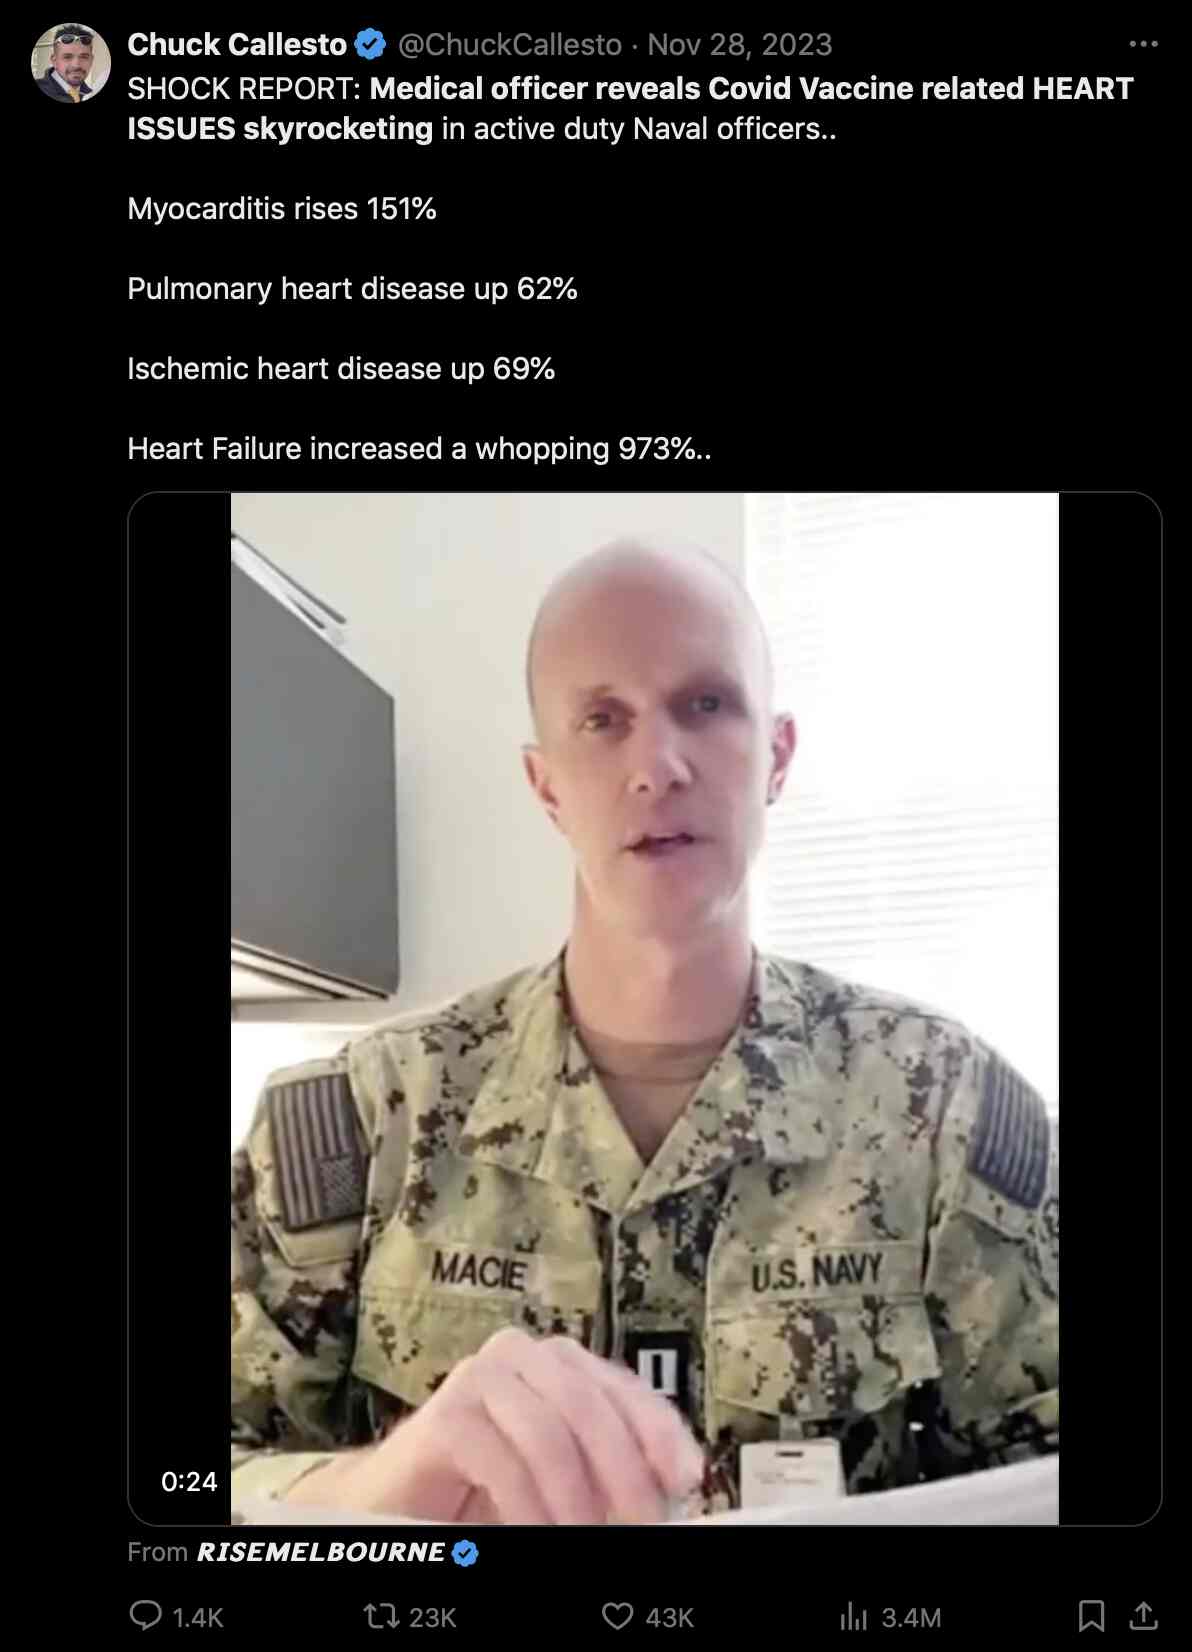 Chuck Callesto @ChuckCallesto · Nov 28, 2023
SHOCK REPORT: Medical officer reveals Covid Vaccine related HEART
ISSUES skyrocketing in active duty Naval officers..
Myocarditis rises 151%
Pulmonary heart disease up 62%
Ischemic heart disease up 69%
Heart Failure increased a whopping 973%..
MACIE
U.S. NAVY
0:24
From RISEMELBOURNE
1.4K 23K 43K 3.4M